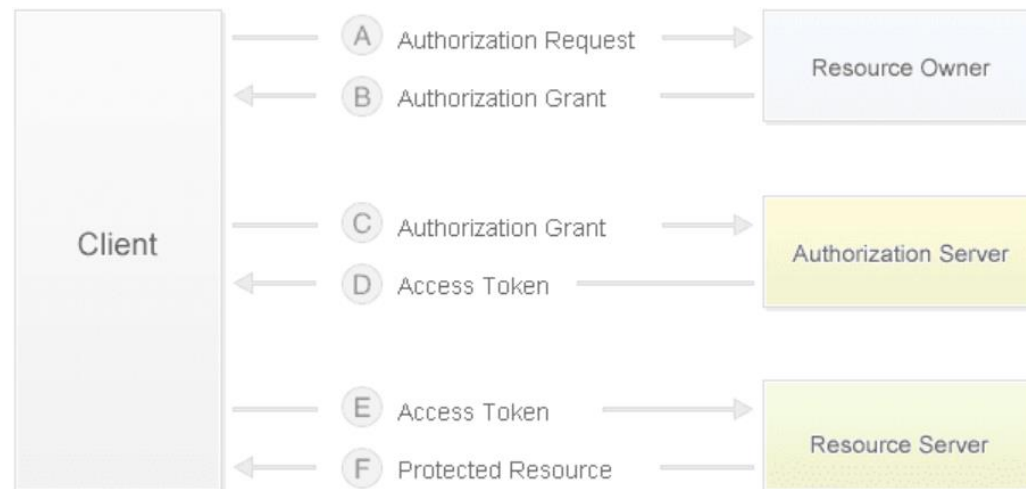 A Authorization Request
Resource Owner
B Authorization Grant
Client
C Authorization Grant
Authorization Server
D Access Token
E Access Token
Resource Server
F Protected Resource